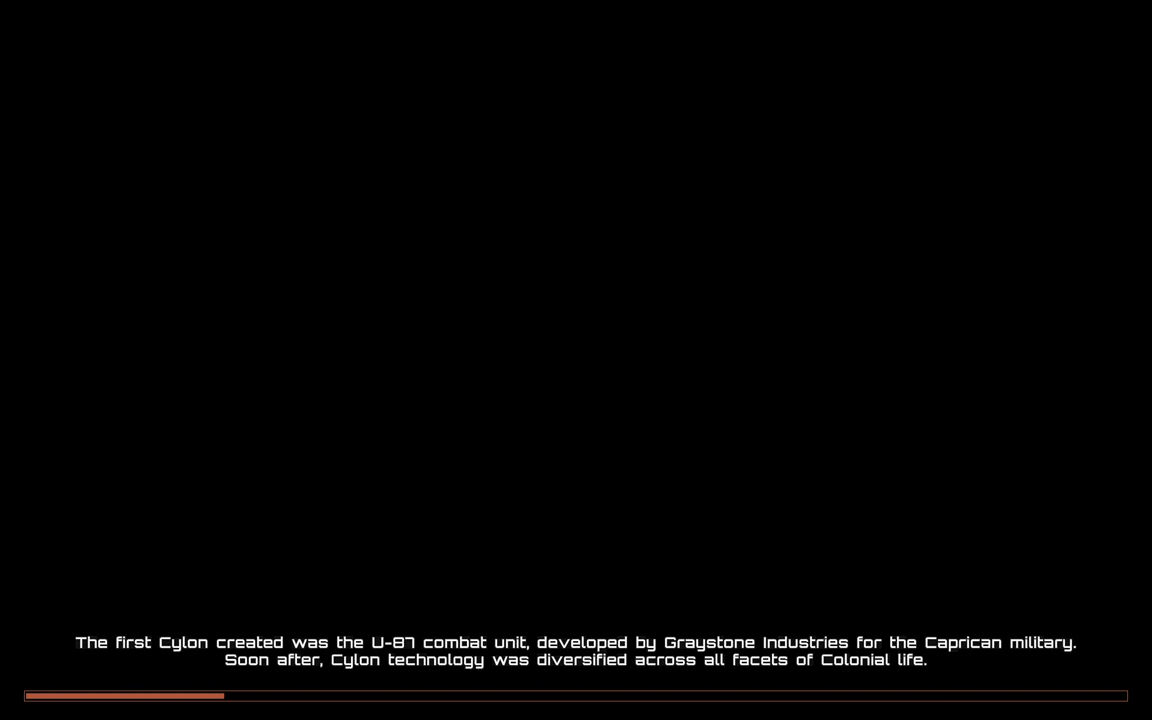 The first Cylon created was the U-87 combat unit, developed by Graystone Industries for the Caprican military.
Soon after, Cylon technology was diversified across all facets of Colonial life.